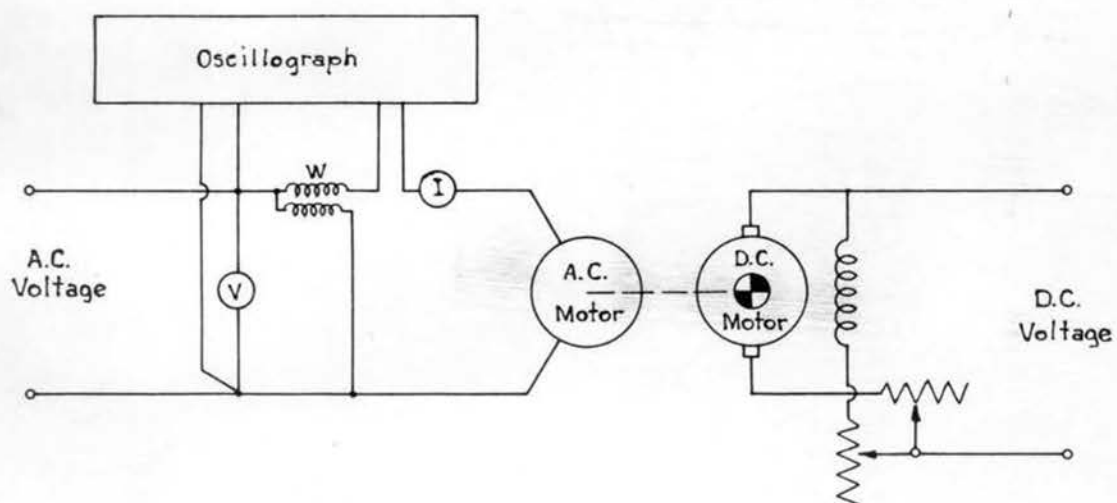 Oscillograph
W
I
A.C.
Voltage
V
A.C.
Motor
D.C.
Motor
D.C.
Voltage